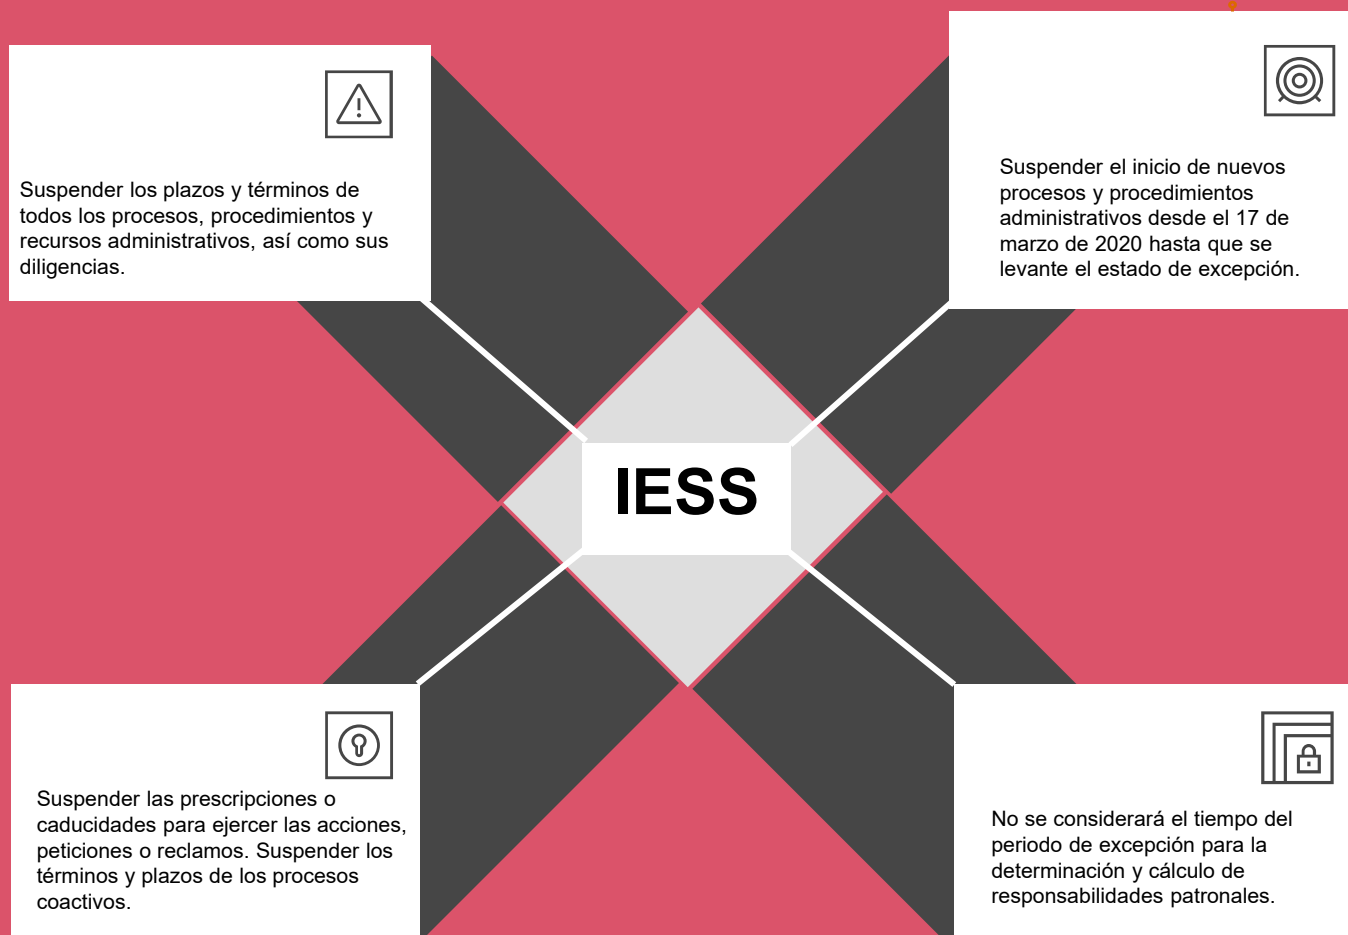 Suspender los plazos y términos de
todos los procesos, procedimientos y
recursos administrativos, así como sus
diligencias.
Suspender el inicio de nuevos
procesos y procedimientos
administrativos desde el 17 de
marzo de 2020 hasta que se
levante el estado de excepción.
IESS
Suspender las prescripciones o
caducidades para ejercer las acciones,
peticiones o reclamos. Suspender los
términos y plazos de los procesos
coactivos.
No se considerará el tiempo del
periodo de excepción para la
determinación y cálculo de
responsabilidades patronales.